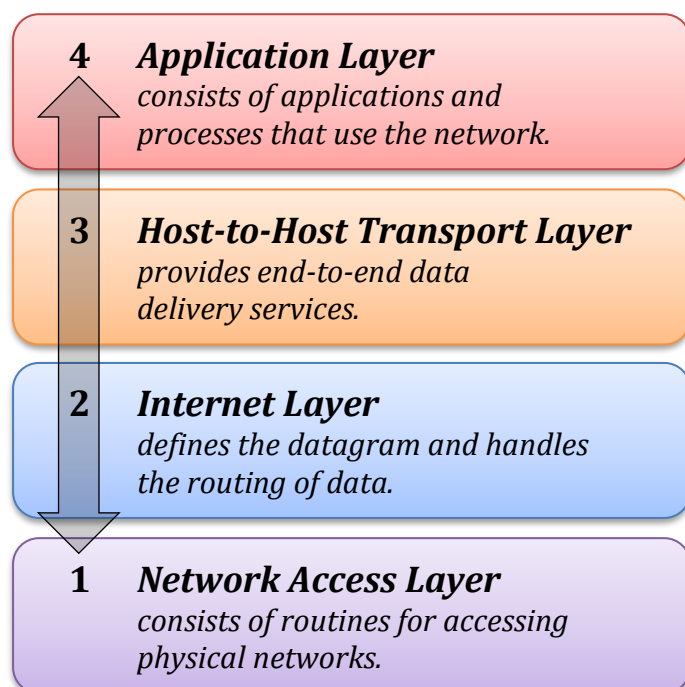 4 Application Layer
consists of applications and
processes that use the network.
3 Host-to-Host Transport Layer
provides end-to-end data
delivery services.
2 Internet Layer
defines the datagram and handles
the routing of data.
1 Network Access Layer
consists of routines for accessing
physical networks.